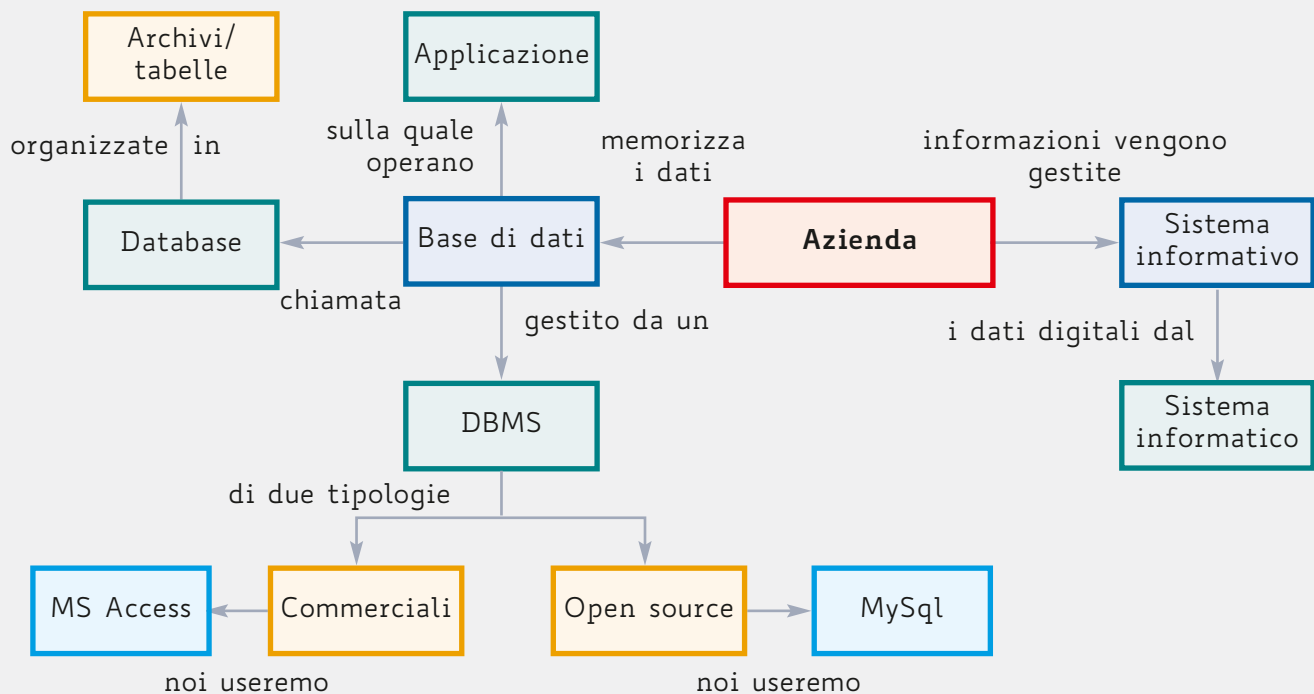 Archivi/
tabelle
Applicazione
organizzate in
sulla quale
operano
memorizza
i dati
informazioni vengono
gestite
Database
Base di dati
Azienda
Sistema
informativo
chiamata
gestito da un
i dati digitali dal
DBMS
Sistema
informatico
di due tipologie
MS Access
Commerciali
Open source
MySql
noi useremo
noi useremo